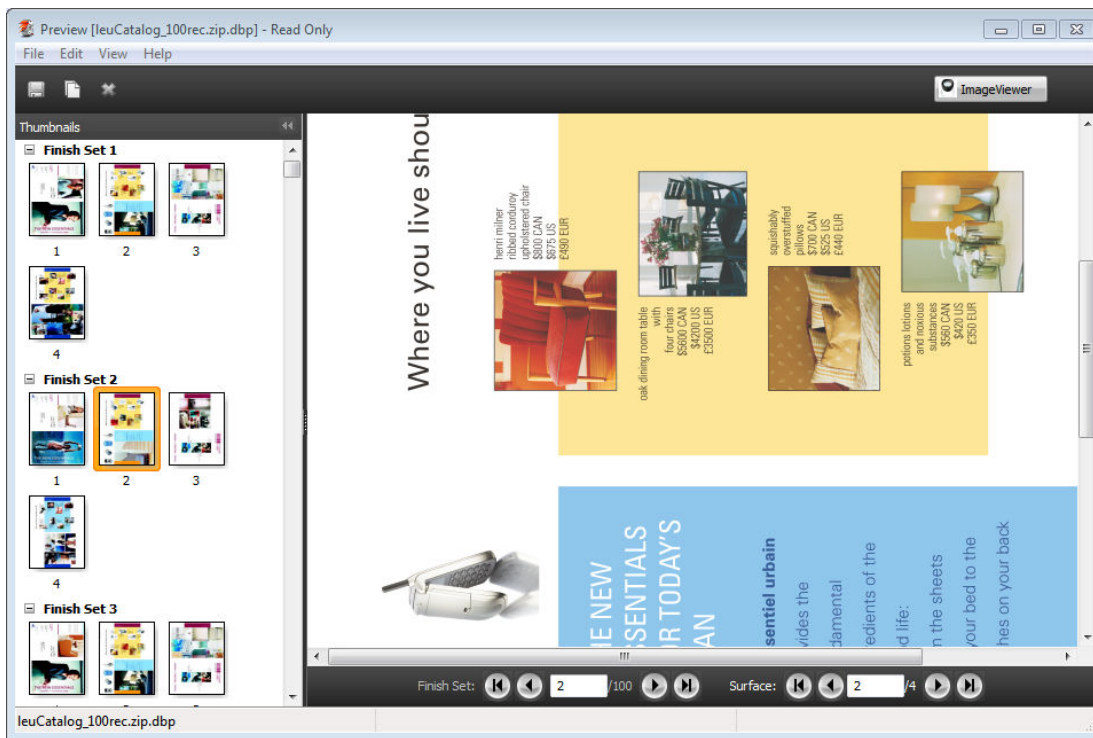 Preview [leuCatalog_100rec.zip.dbp] - Read Only
File Edit View Help
ImageViewer
Thumbnails
Finish Set 1
1 2 3
4
Finish Set 2
1 2 3
4
Finish Set 3
Where you live shou
henri milner
ribbed corduroy
upholstered chair
$800 CAN
$675 US
£490 EUR
oak dining room table
with
four chairs
$5600 CAN
$4200 US
£3500 EUR
squishably
overstuffed
pillows
$700 CAN
$525 US
£440 EUR
potions lotions
and noxious
substances
$560 CAN
$420 US
£350 EUR
HE NEW
SSENTIALS
R TODAY'S
AN
sentiel urbain
vides the
damental
edients of the
d life:
n the sheets
your bed to the
hes on your back
Finish Set: 2 /100 Surface: 2 /4
leuCatalog_100rec.zip.dbp